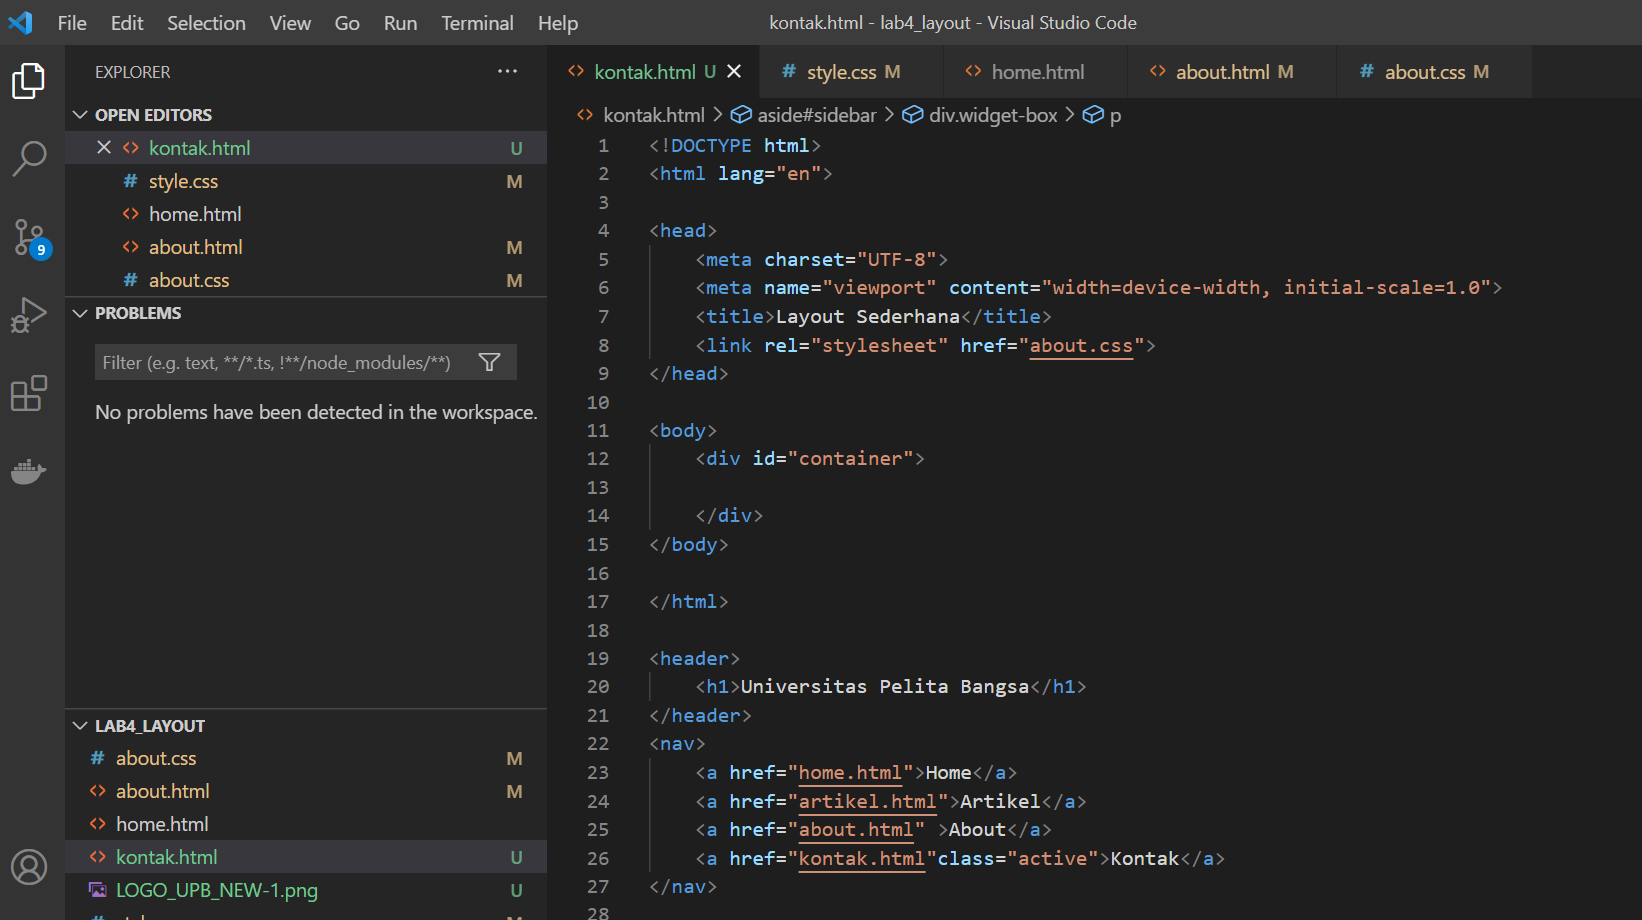 File Edit Selection View Go Run Terminal Help
kontak.html - lab4_layout - Visual Studio Code
EXPLORER
OPEN EDITORS
kontak.html U
style.css M
home.html
about.html M
about.css M
PROBLEMS
Filter (e.g. text, **/*.ts, !**/node_modules/**)
No problems have been detected in the workspace.
LAB4_LAYOUT
about.css M
about.html M
home.html
kontak.html U
LOGO_UPB_NEW-1.png U
9
kontak.html U
# style.css M
home.html
about.html M
# about.css M
kontak.html > aside#sidebar > div.widget-box > p
1 <!DOCTYPE html>
2 <html lang="en">
3
4 <head>
5 <meta charset="UTF-8">
6 <meta name="viewport" content="width=device-width, initial-scale=1.0">
7 <title>Layout Sederhana</title>
8 <link rel="stylesheet" href="about.css">
9 </head>
10
11 <body>
12 <div id="container">
13
14 </div>
15 </body>
16
17 </html>
18
19 <header>
20 <h1>Universitas Pelita Bangsa</h1>
21 </header>
22 <nav>
23 <a href="home.html">Home</a>
24 <a href="artikel.html">Artikel</a>
25 <a href="about.html" >About</a>
26 <a href="kontak.html"class="active">Kontak</a>
27 </nav>
28